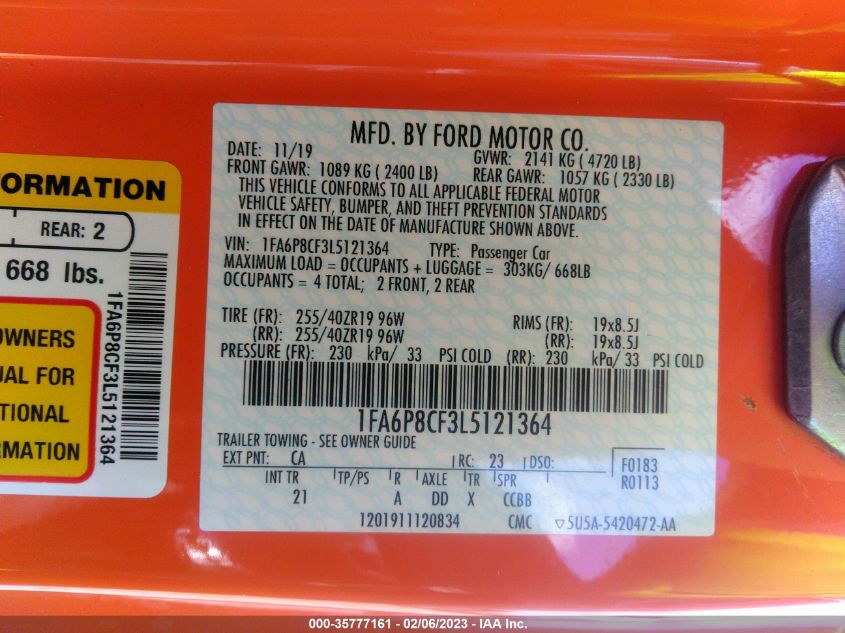 MFD. BY FORD MOTOR CO.
DATE: 11/19 GVWR: 2141 KG ( 4720 LB)
FRONT GAWR: 1089 KG ( 2400 LB) REAR GAWR: 1057 KG ( 2330 LB)
THIS VEHICLE CONFORMS TO ALL APPLICABLE FEDERAL MOTOR
VEHICLE SAFETY, BUMPER, AND THEFT PREVENTION STANDARDS
IN EFFECT ON THE DATE OF MANUFACTURE SHOWN ABOVE.
VIN: 1FA6P8CF3L5121364 TYPE: Passenger Car
MAXIMUM LOAD = OCCUPANTS + LUGGAGE = 303KG/ 668LB
OCCUPANTS = 4 TOTAL; 2 FRONT, 2 REAR
TIRE (FR): 255/40ZR19 96W RIMS (FR): 19x8.5J
(RR): 255/40ZR19 96W (RR): 19x8.5J
PRESSURE (FR): 230 kPa/ 33 PSI COLD (RR): 230 kPa/ 33 PSI COLD
1FA6P8CF3L5121364
TRAILER TOWING - SEE OWNER GUIDE
EXT PNT: CA RC: 23 DSO: F0183
R0113
INT TR TP/PS R AXLE TR SPR
21 A DD X CCBB
1201911120834 CMC ▽5U5A-5420472-AA
FORMATION
REAR: 2
668 lbs.
OWNERS
UAL FOR
TIONAL
RMATION
1FA6P8CF3L5121364
000-35777161 - 02/06/2023 - IAA Inc.